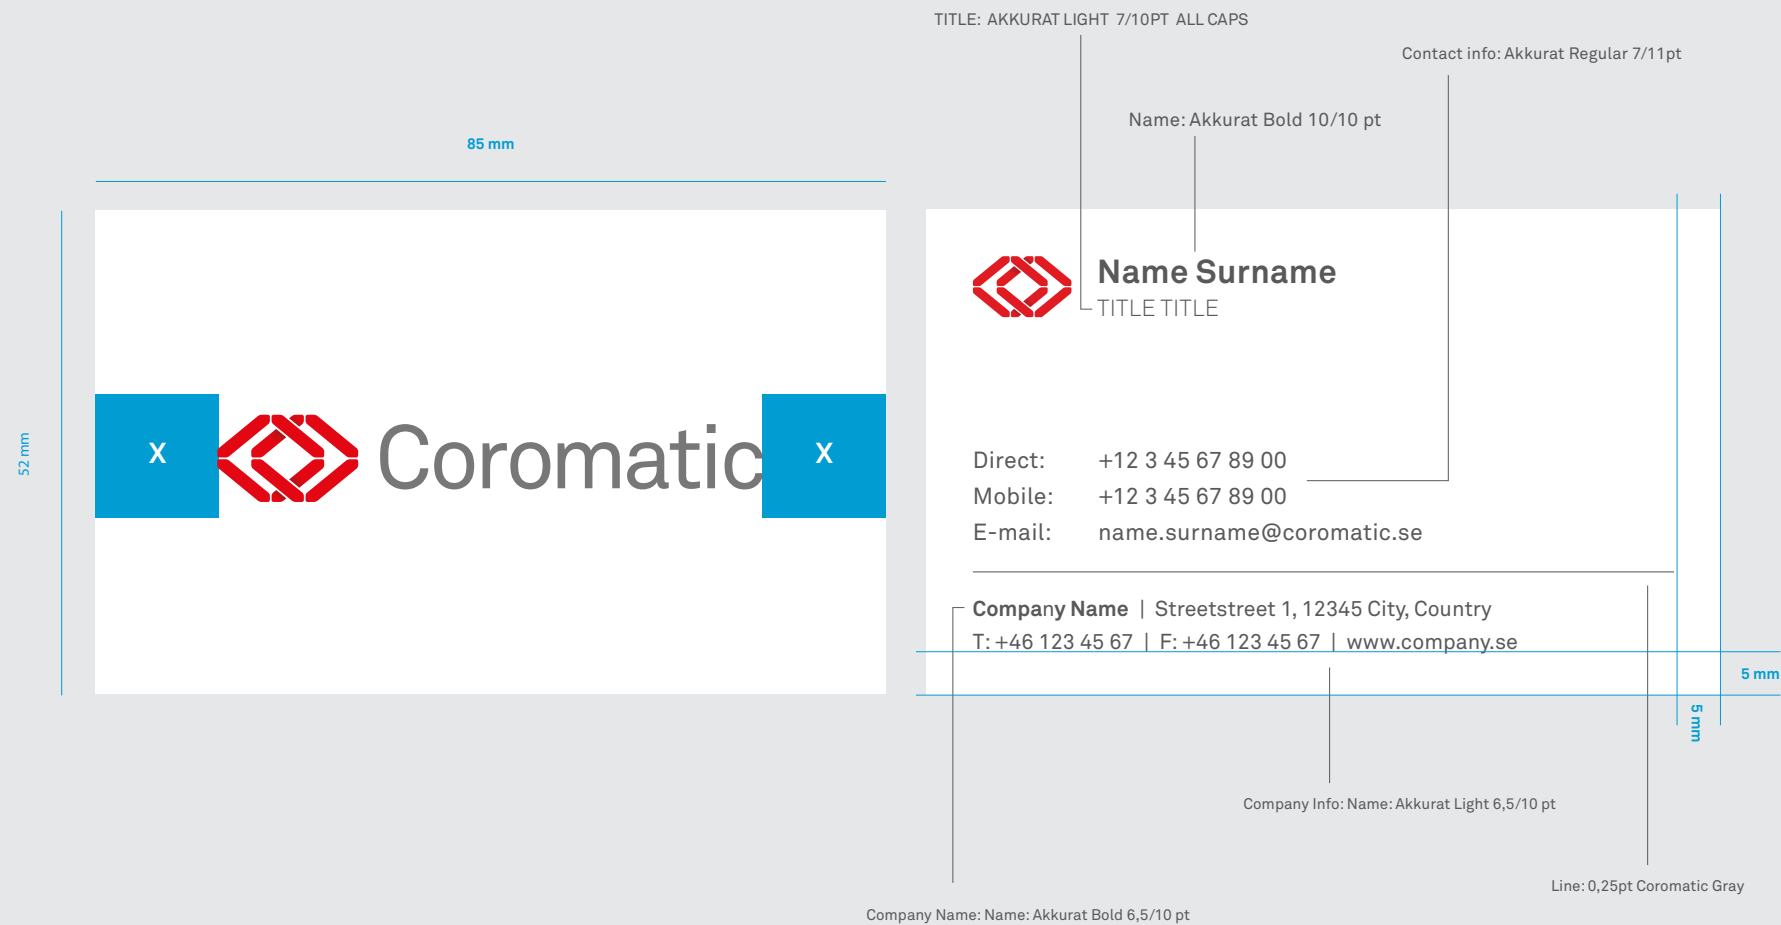 TITLE: AKKURAT LIGHT 7/10PT ALL CAPS
Contact info: Akkurat Regular 7/11pt
Name: Akkurat Bold 10/10 pt
85 mm
52 mm
X
Coromatic
X
Name Surname
TITLE TITLE
Direct: +12 3 45 67 89 00
Mobile: +12 3 45 67 89 00
E-mail: name.surname@coromatic.se
Company Name | Streetstreet 1, 12345 City, Country
T: +46 123 45 67 | F: +46 123 45 67 | www.company.se
5 mm
5 mm
Company Info: Name: Akkurat Light 6,5/10 pt
Line: 0,25pt Coromatic Gray
Company Name: Name: Akkurat Bold 6,5/10 pt